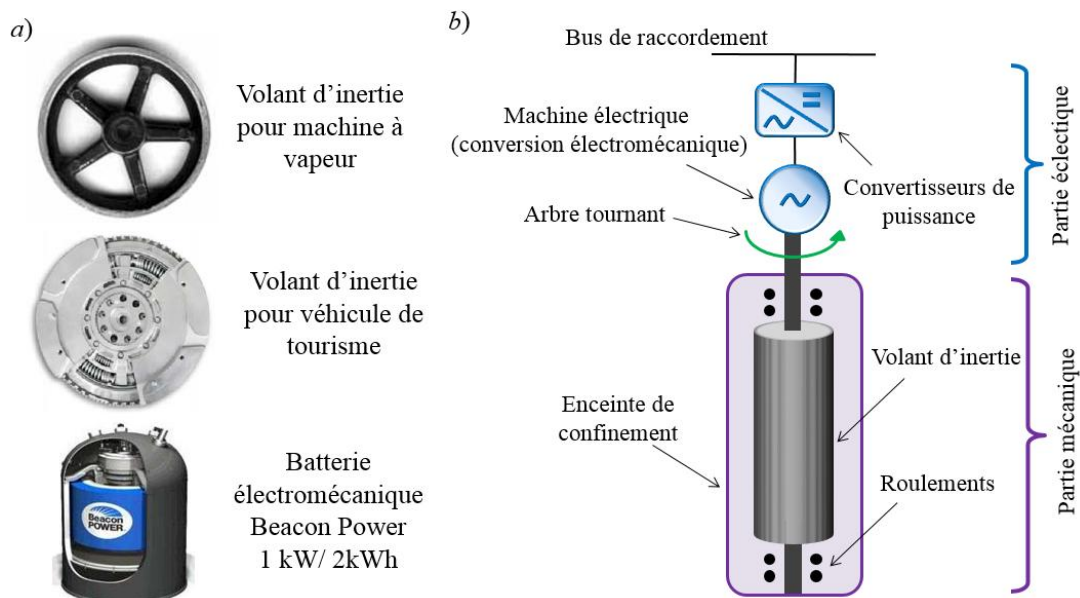 a)
Volant d’inertie
pour machine à
vapeur
Volant d’inertie
pour véhicule de
tourisme
Beacon
POWER
Batterie
électromécanique
Beacon Power
1 kW/ 2kWh
b)
Bus de raccordement
Machine électrique
(conversion électromécanique)
Convertisseurs de
puissance
Arbre tournant
Partie éclectique
Volant d’inertie
Enceinte de
confinement
Roulements
Partie mécanique